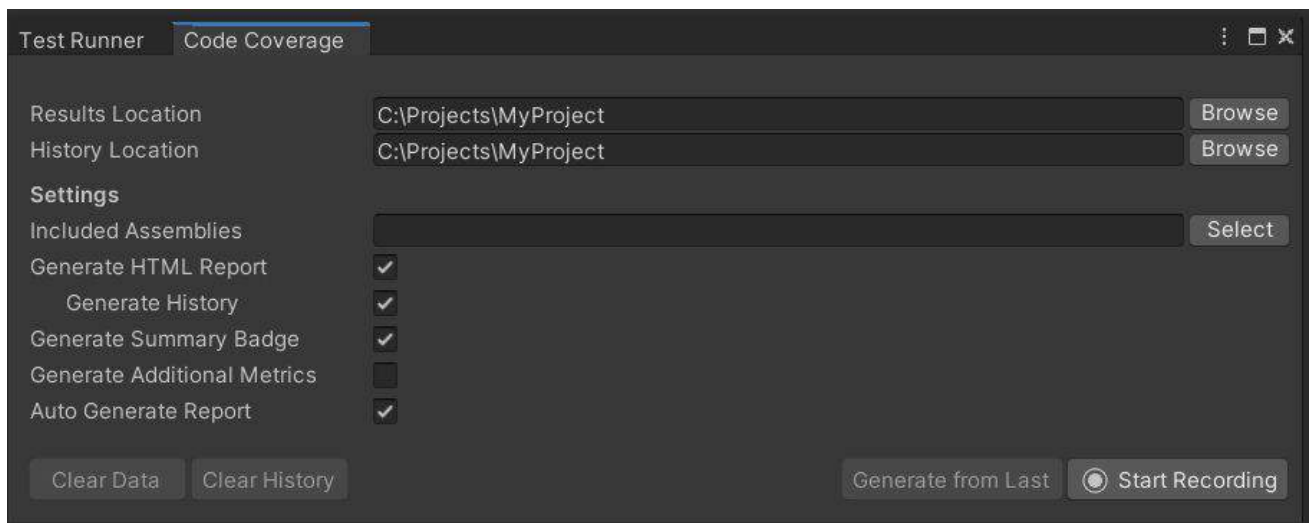 Test Runner Code Coverage
Results Location C:\Projects\MyProject Browse
History Location C:\Projects\MyProject Browse
Settings
Included Assemblies Select
Generate HTML Report
Generate History
Generate Summary Badge
Generate Additional Metrics
Auto Generate Report
Clear Data Clear History Generate from Last Start Recording